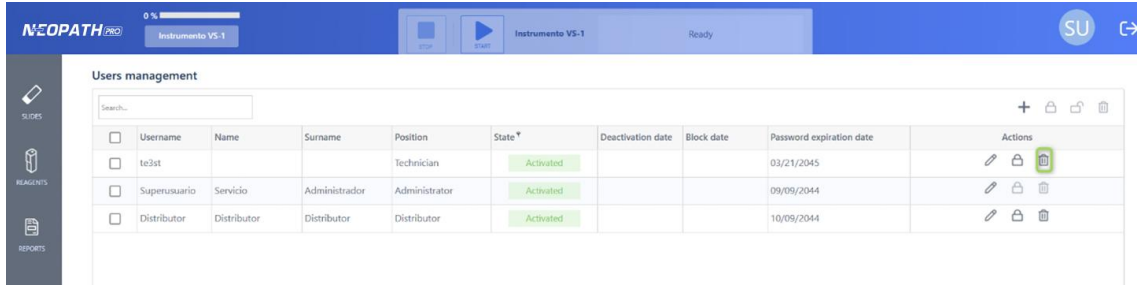 NEOPATH PRO
0 %
Instrumento VS-1
STOP
START
Instrumento VS-1
Ready
SU
SLIDES
REAGENTS
REPORTS
Users management
Search...
Username Name Surname Position State Deactivation date Block date Password expiration date Actions
te3st Technician Activated 03/21/2045
Superusuario Servicio Administrador Administrator Activated 09/09/2044
Distributor Distributor Distributor Distributor Activated 10/09/2044